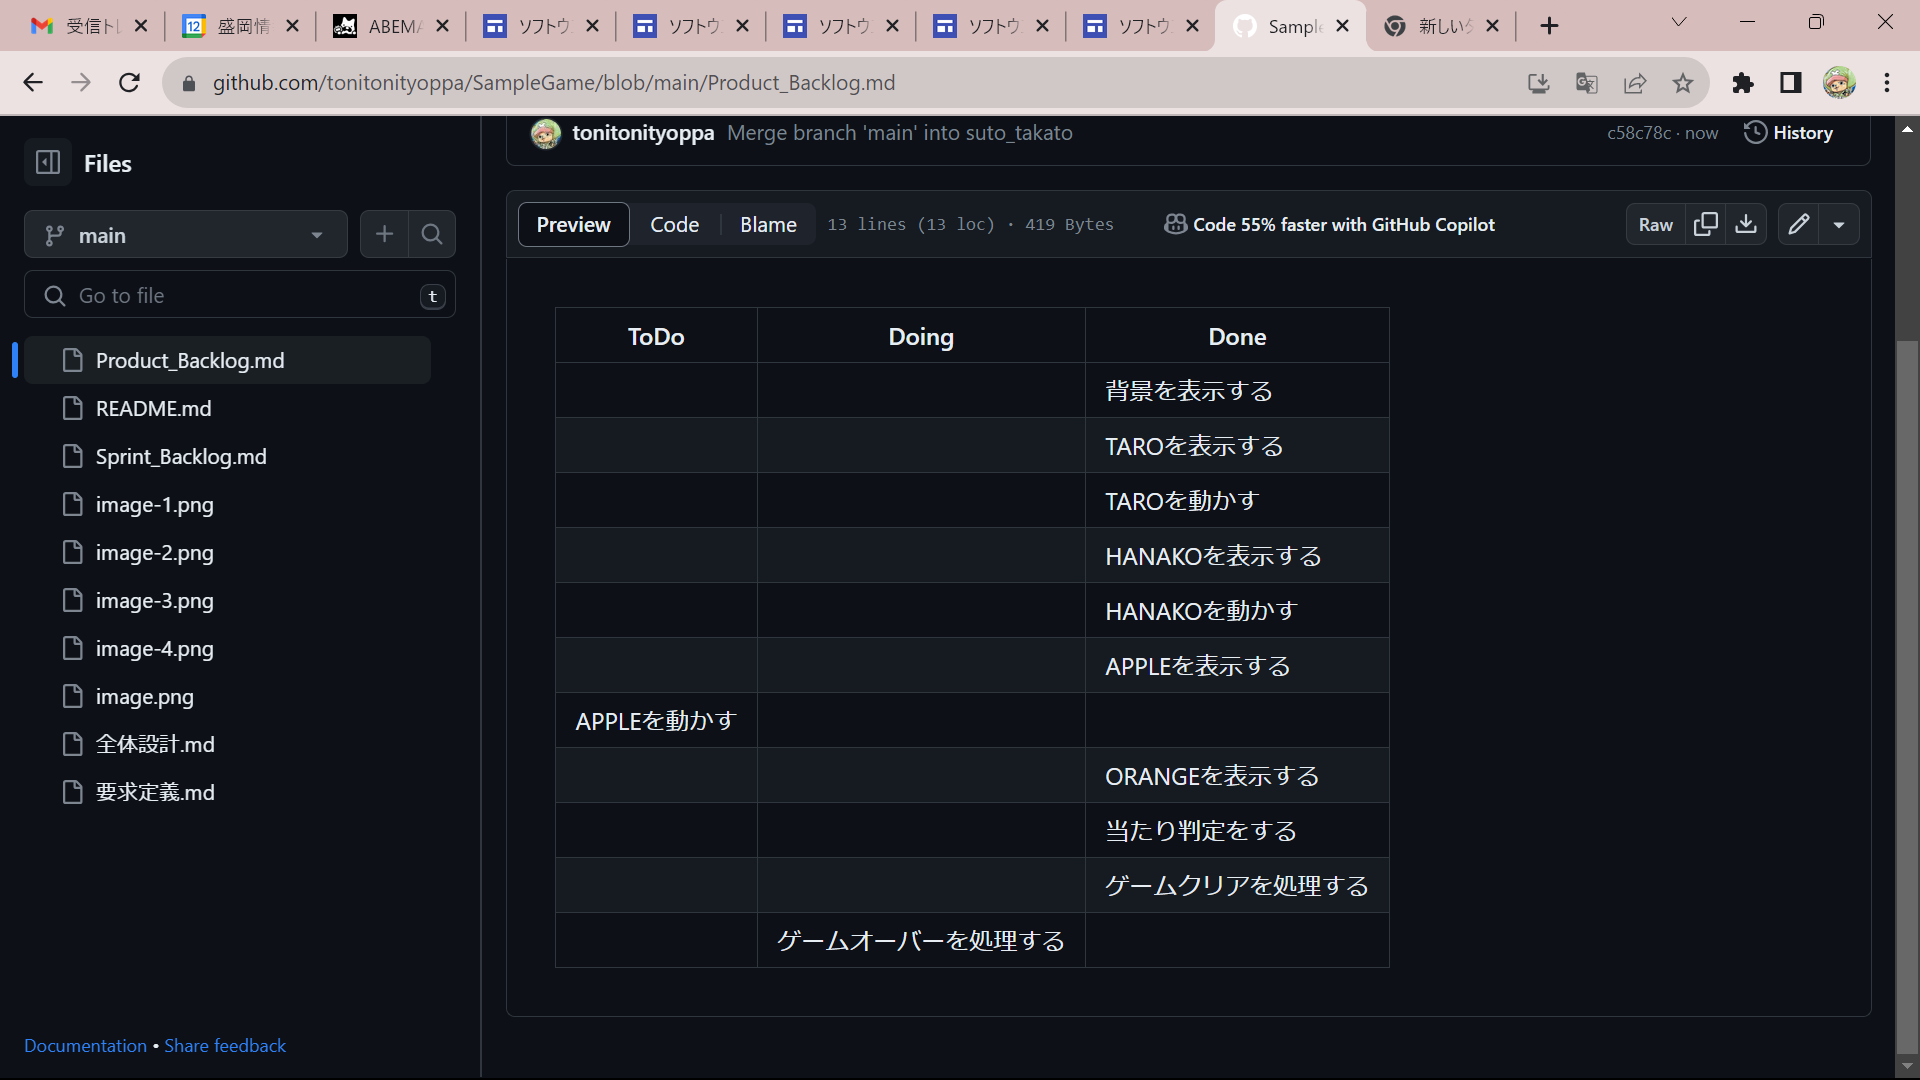 受信トレ
盛岡情
ABEMA
ソフトウ
ソフトウ
ソフトウ
ソフトウ
ソフトウ
Sample
新しいタ
github.com/tonitonityoppa/SampleGame/blob/main/Product_Backlog.md
Files
main
Go to file
t
Product_Backlog.md
README.md
Sprint_Backlog.md
image-1.png
image-2.png
image-3.png
image-4.png
image.png
全体設計.md
要求定義.md
Documentation • Share feedback
tonitonityoppa Merge branch 'main' into suto_takato
c58c78c · now
History
Preview
Code
Blame
13 lines (13 loc) · 419 Bytes
Code 55% faster with GitHub Copilot
Raw
ToDo Doing Done
背景を表示する
TAROを表示する
TAROを動かす
HANAKOを表示する
HANAKOを動かす
APPLEを表示する
APPLEを動かす
ORANGEを表示する
当たり判定をする
ゲームクリアを処理する
ゲームオーバーを処理する